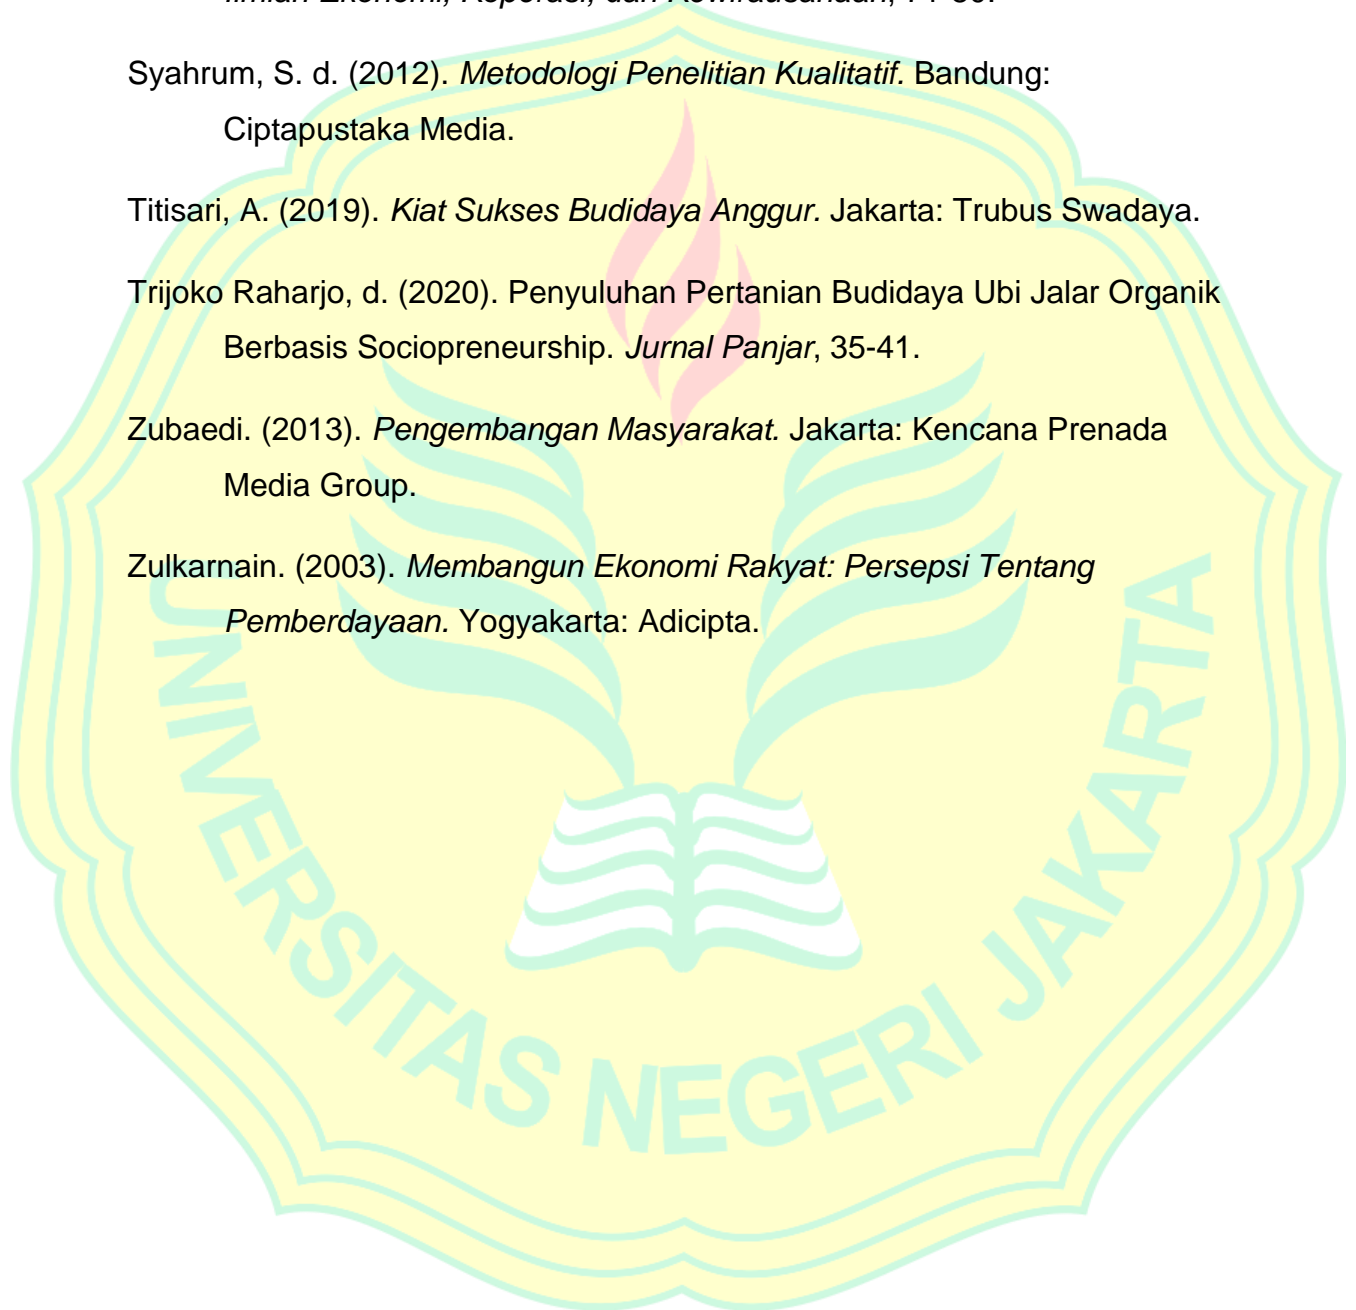 Syahrum, S. d. (2012). Metodologi Penelitian Kualitatif. Bandung:
Ciptapustaka Media.
Titisari, A. (2019). Kiat Sukses Budidaya Anggur. Jakarta: Trubus Swadaya.
Trijoko Raharjo, d. (2020). Penyuluhan Pertanian Budidaya Ubi Jalar Organik
Berbasis Sociopreneurship. Jurnal Panjar, 35-41.
Zubaedi. (2013). Pengembangan Masyarakat. Jakarta: Kencana Prenada
Media Group.
Zulkarnain. (2003). Membangun Ekonomi Rakyat: Persepsi Tentang
Pemberdayaan. Yogyakarta: Adicipta.
UNIVERSITAS NEGERI JAKARTA